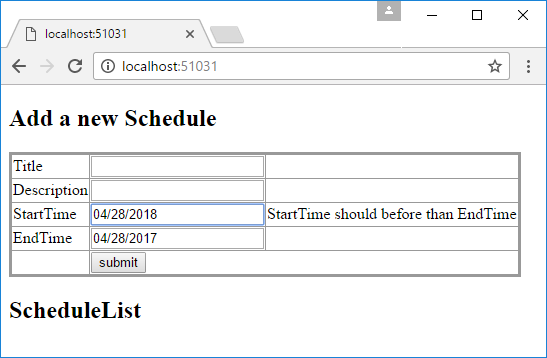 localhost:51031
localhost:51031
Add a new Schedule
Title
Description
StartTime 04/28/2018 StartTime should before than EndTime
EndTime 04/28/2017
submit
ScheduleList